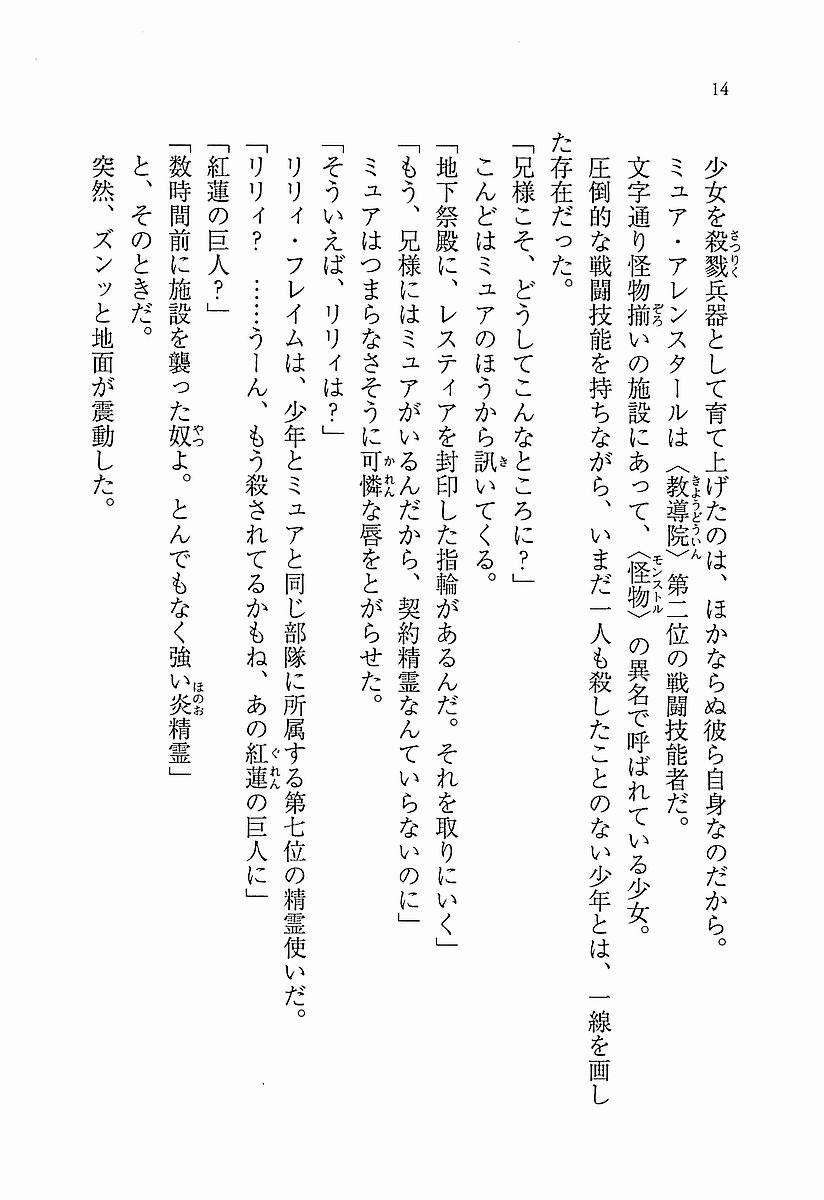 14
少女を殺戮兵器として育て上げたのは、ほかならぬ彼ら自身なのだから。
ミュア・アレンスタールは〈教導院〉第二位の戦闘技能者だ。
文字通り怪物揃いの施設にあって、〈怪物〉の異名で呼ばれている少女。
圧倒的な戦闘技能を持ちながら、いまだ一人も殺したことのない少年とは、一線を画し
た存在だった。
「兄様こそ、どうしてこんなところに？」
こんどはミュアのほうから訊いてくる。
「地下祭殿に、レスティアを封印した指輪があるんだ。それを取りにいく」
「もう、兄様にはミュアがいるんだから、契約精霊なんていらないのに」
ミュアはつまらなさそうに可憐な唇をとがらせた。
「そういえば、リリィは？」
リリィ・フレイムは、少年とミュアと同じ部隊に所属する第七位の精霊使いだ。
「リリィ？　……うーん、もう殺されてるかもね、あの紅蓮の巨人に」
「紅蓮の巨人？」
「数時間前に施設を襲った奴よ。とんでもなく強い炎精霊」
と、そのときだ。
突然、ズンッと地面が震動した。